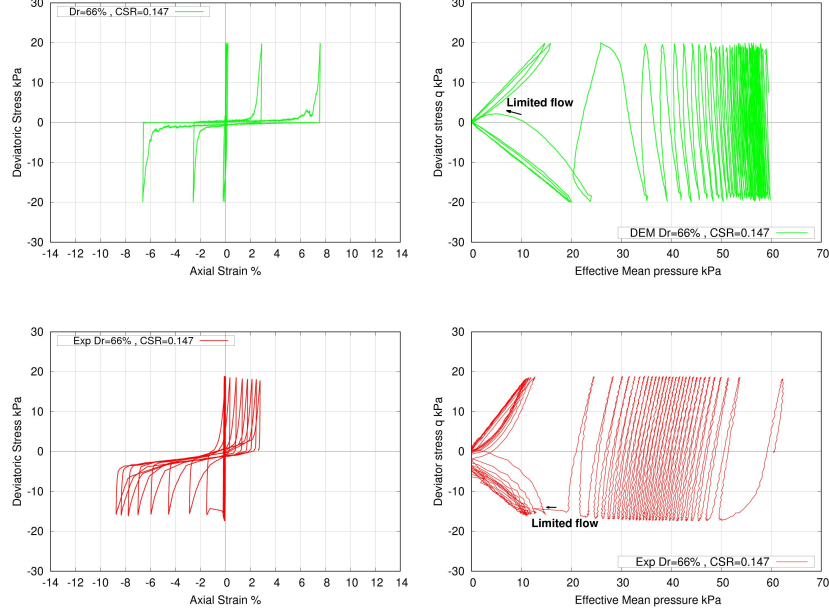 Dr=66% , CSR=0.147
30
20
10
0
-10
-20
-30
Deviatoric Stress kPa
-14 -12 -10 -8 -6 -4 -2 0 2 4 6 8 10 12 14
Axial Strain %
30
20
10
0
-10
-20
-30
Deviator stress q kPa
Limited flow
DEM Dr=66% , CSR=0.147
0 10 20 30 40 50 60 70
Effective Mean pressure kPa
Exp Dr=66% , CSR=0.147
30
20
10
0
-10
-20
-30
Deviatoric Stress kPa
-14 -12 -10 -8 -6 -4 -2 0 2 4 6 8 10 12 14
Axial Strain %
30
20
10
0
-10
-20
-30
Deviator stress q kPa
Limited flow
Exp Dr=66% , CSR=0.147
0 10 20 30 40 50 60 70
Effective Mean pressure kPa